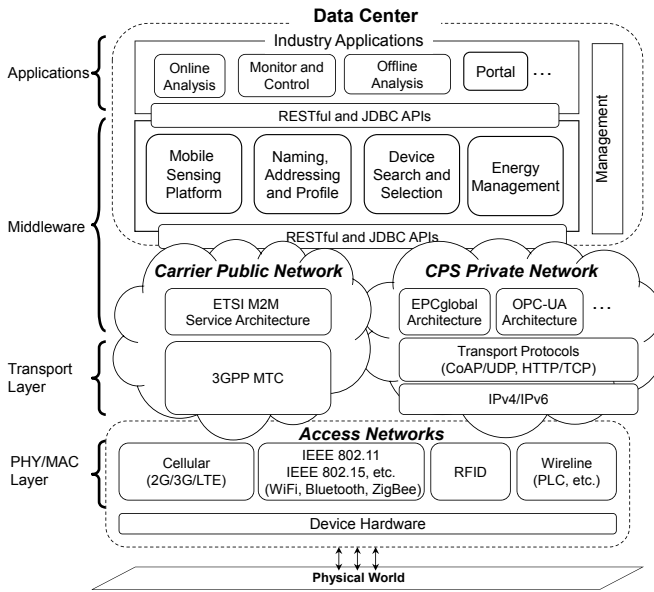 Data Center
Industry Applications
Applications
Online
Analysis
Monitor and
Control
Offline
Analysis
Portal
...
RESTful and JDBC APIs
Management
Middleware
Mobile
Sensing
Platform
Naming,
Addressing
and Profile
Device
Search and
Selection
Energy
Management
RESTful and JDBC APIs
Carrier Public Network
ETSI M2M
Service Architecture
CPS Private Network
EPCglobal
Architecture
OPC-UA
Architecture
...
Transport
Layer
3GPP MTC
Transport Protocols
(CoAP/UDP, HTTP/TCP)
IPv4/IPv6
Access Networks
PHY/MAC
Layer
Cellular
(2G/3G/LTE)
IEEE 802.11
IEEE 802.15, etc.
(WiFi, Bluetooth, ZigBee)
RFID
Wireline
(PLC, etc.)
Device Hardware
Physical World